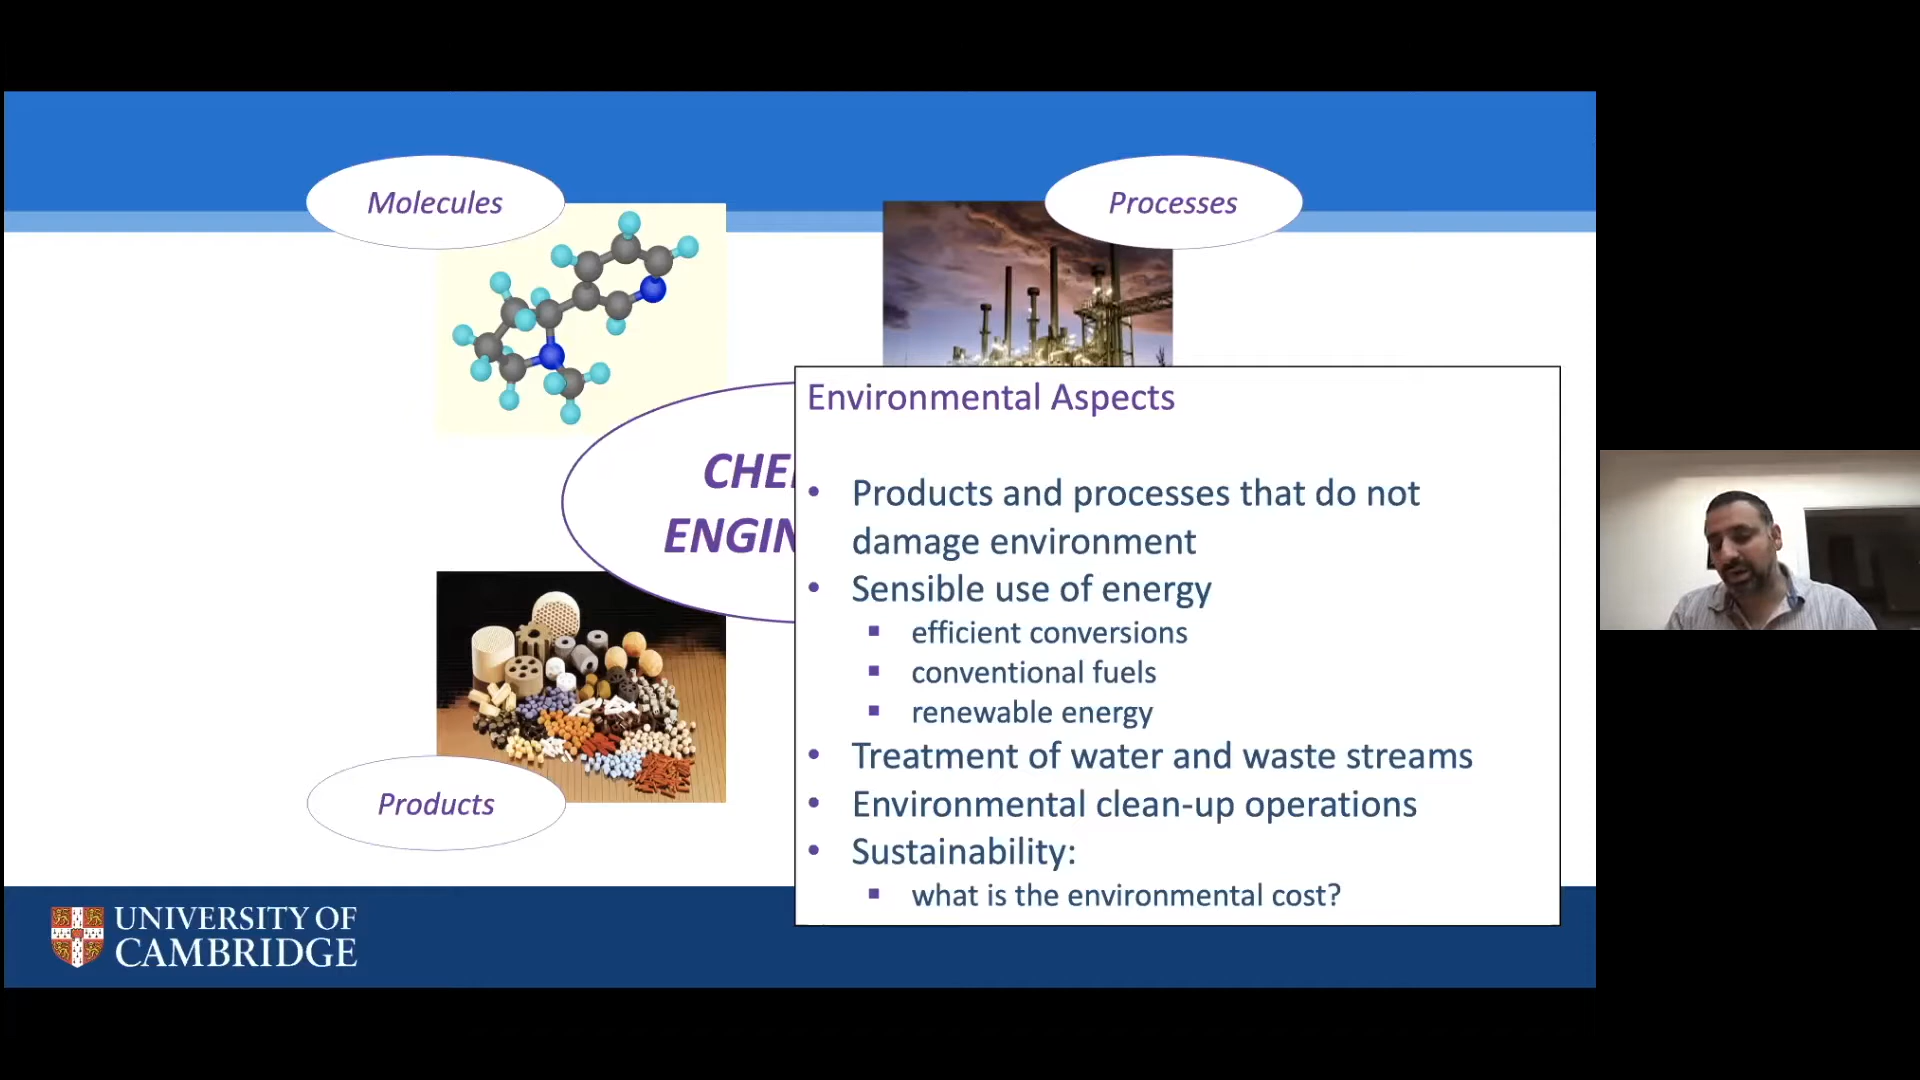 Molecules
Processes
CHE
ENGIN
Environmental Aspects
• Products and processes that do not
damage environment
• Sensible use of energy
▪ efficient conversions
▪ conventional fuels
▪ renewable energy
• Treatment of water and waste streams
• Environmental clean-up operations
• Sustainability:
▪ what is the environmental cost?
Products
UNIVERSITY OF
CAMBRIDGE